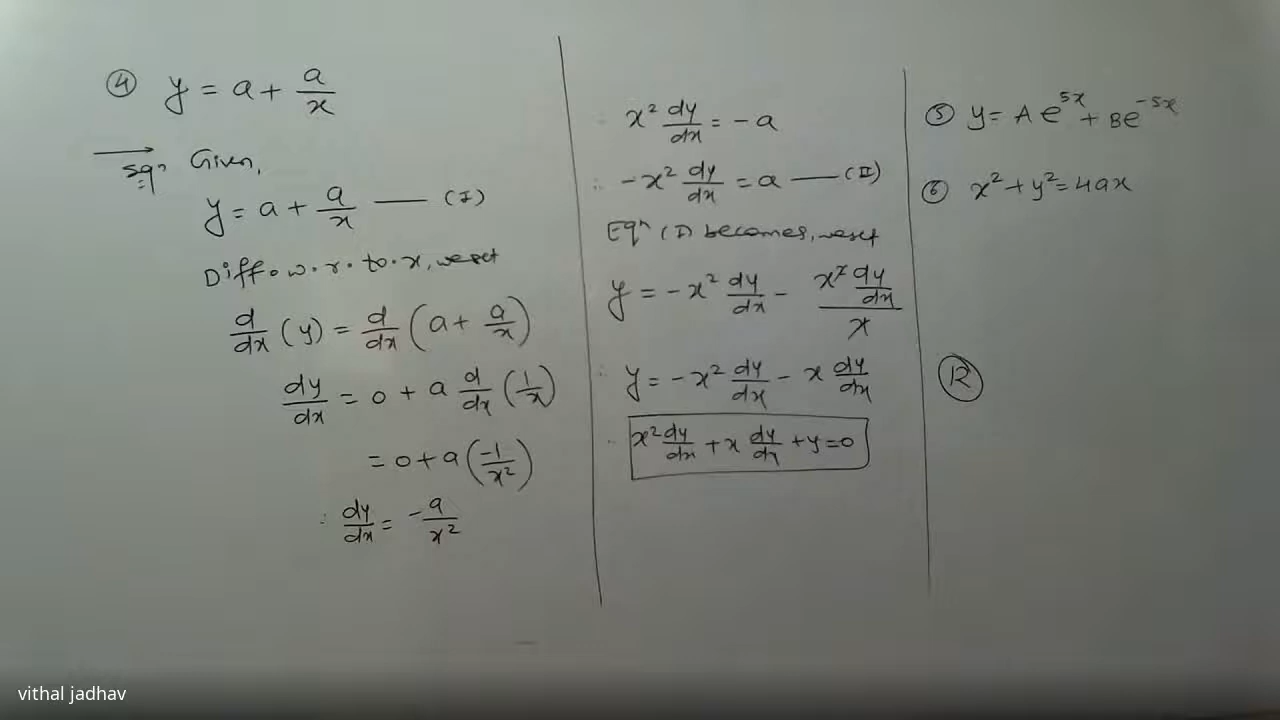 ④ y = a + a/x
Soln Given,
y = a + a/x —— (I)
Diff. w.r.to.x, we get
d/dx (y) = d/dx (a + a/x)
dy/dx = 0 + a d/dx (1/x)
= 0 + a (-1/x²)
∴ dy/dx = -a/x²
∴ x² dy/dx = -a
∴ -x² dy/dx = a —— (II)
Eqn (I) becomes, we get
y = -x² dy/dx - x² dy/dx / x
∴ y = -x² dy/dx - x dy/dx
∴ x² dy/dx + x dy/dx + y = 0
⑤ y = A e^5x + B e^-5x
⑥ x² + y² = 4ax
⑫
vithal jadhav